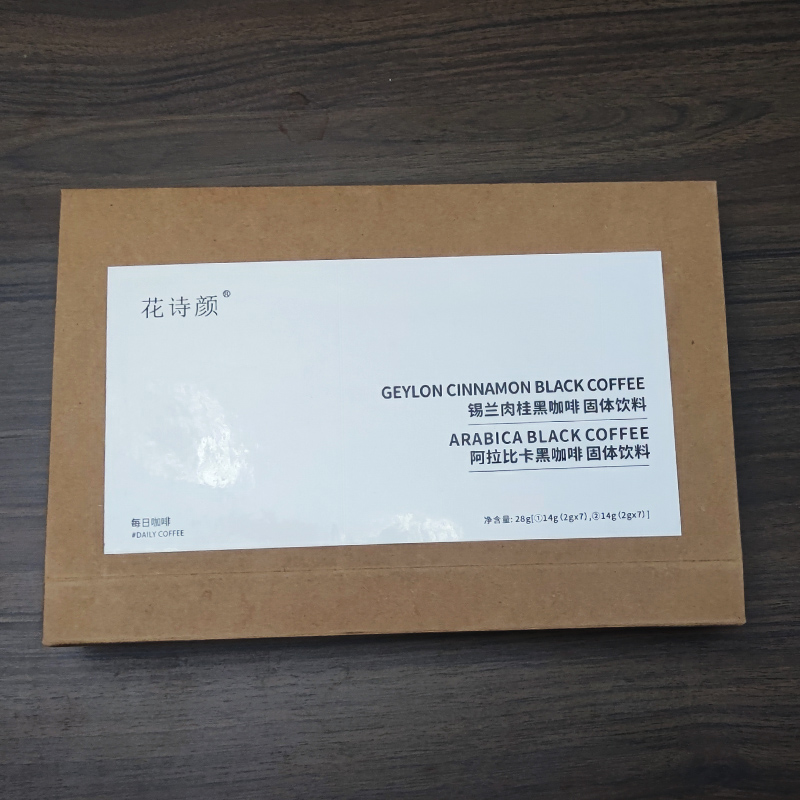 花诗颜®
GEYLON CINNAMON BLACK COFFEE
锡兰肉桂黑咖啡 固体饮料
ARABICA BLACK COFFEE
阿拉比卡黑咖啡 固体饮料
每日咖啡
#DAILY COFFEE
净含量: 28g[①14g(2gx7),②14g(2gx7)]